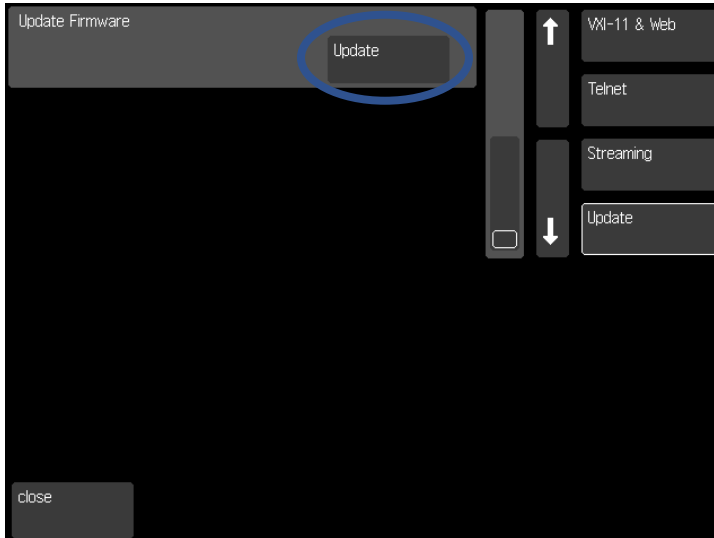 Update Firmware
Update
VXI-11 & Web
Telnet
Streaming
Update
close